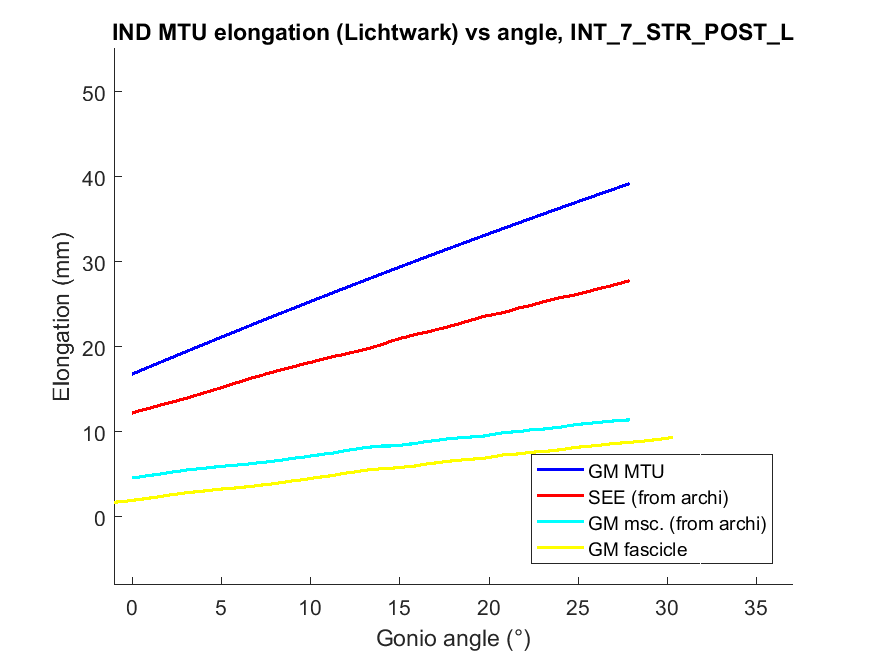 IND MTU elongation (Lichtwark) vs angle, INT_7_STR_POST_L
Elongation (mm)
50
40
30
20
10
0
0 5 10 15 20 25 30 35
Gonio angle (°)
GM MTU
SEE (from archi)
GM msc. (from archi)
GM fascicle